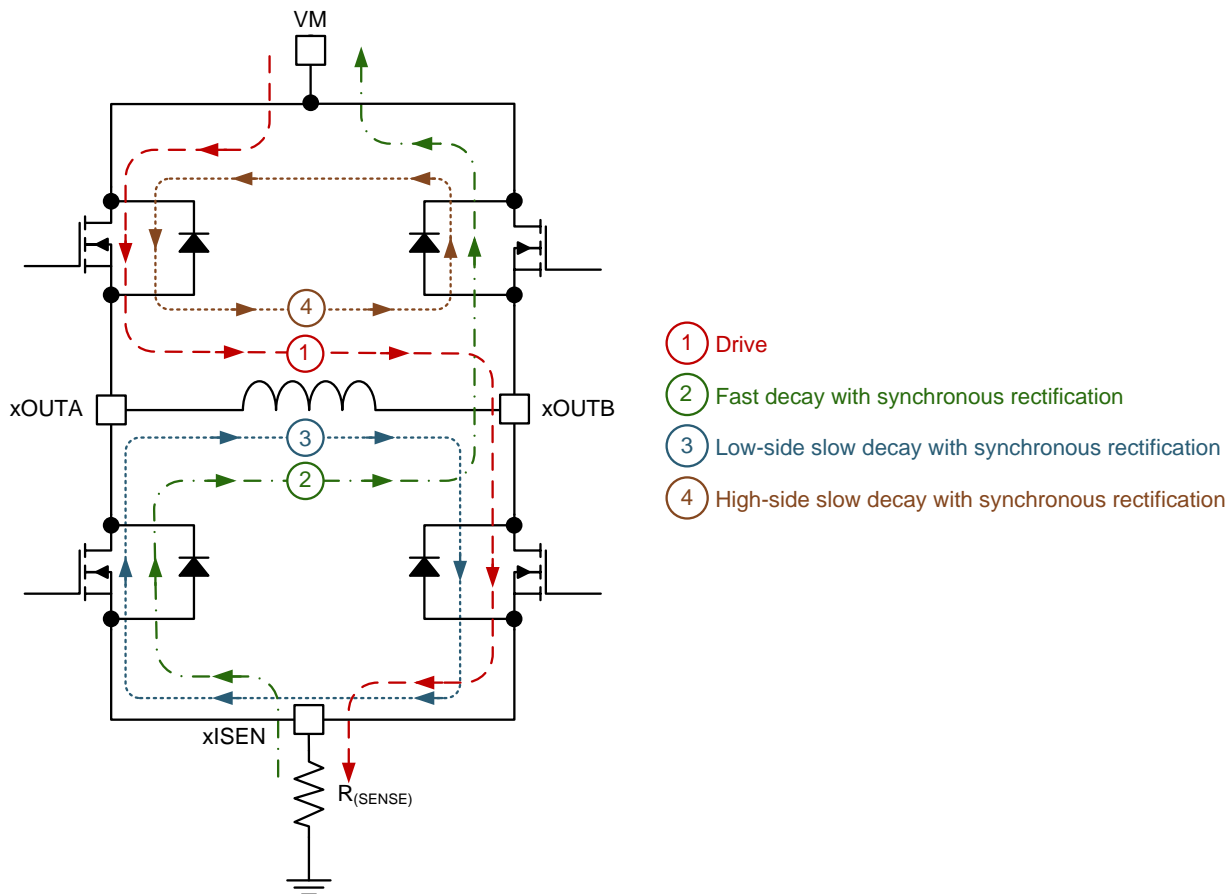 VM
4
1
xOUTA
xOUTB
3
2
xISEN
R(SENSE)
1 Drive
2 Fast decay with synchronous rectification
3 Low-side slow decay with synchronous rectification
4 High-side slow decay with synchronous rectification